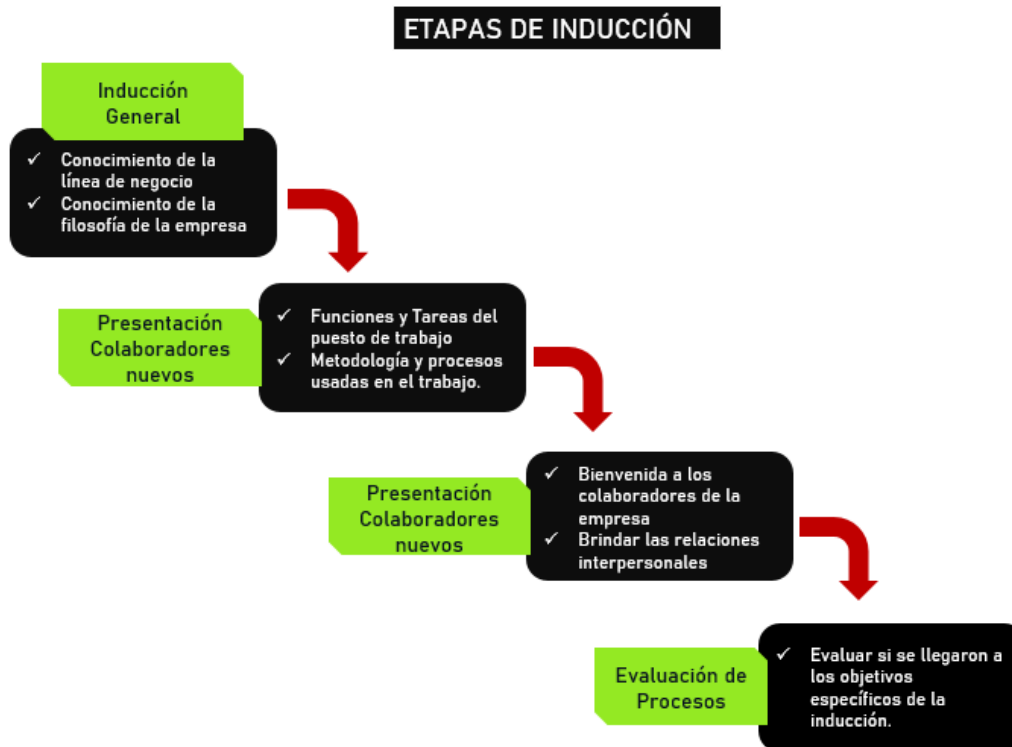 ETAPAS DE INDUCCIÓN
Inducción
General
✓ Conocimiento de la
línea de negocio
✓ Conocimiento de la
filosofía de la empresa
Presentación
Colaboradores
nuevos
✓ Funciones y Tareas del
puesto de trabajo
✓ Metodología y procesos
usadas en el trabajo.
Presentación
Colaboradores
nuevos
✓ Bienvenida a los
colaboradores de la
empresa
✓ Brindar las relaciones
interpersonales
Evaluación de
Procesos
✓ Evaluar si se llegaron a
los objetivos
específicos de la
inducción.